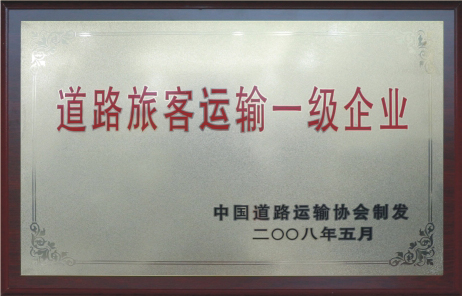 道路旅客运输一级企业
中国道路运输协会制发
二〇〇八年五月